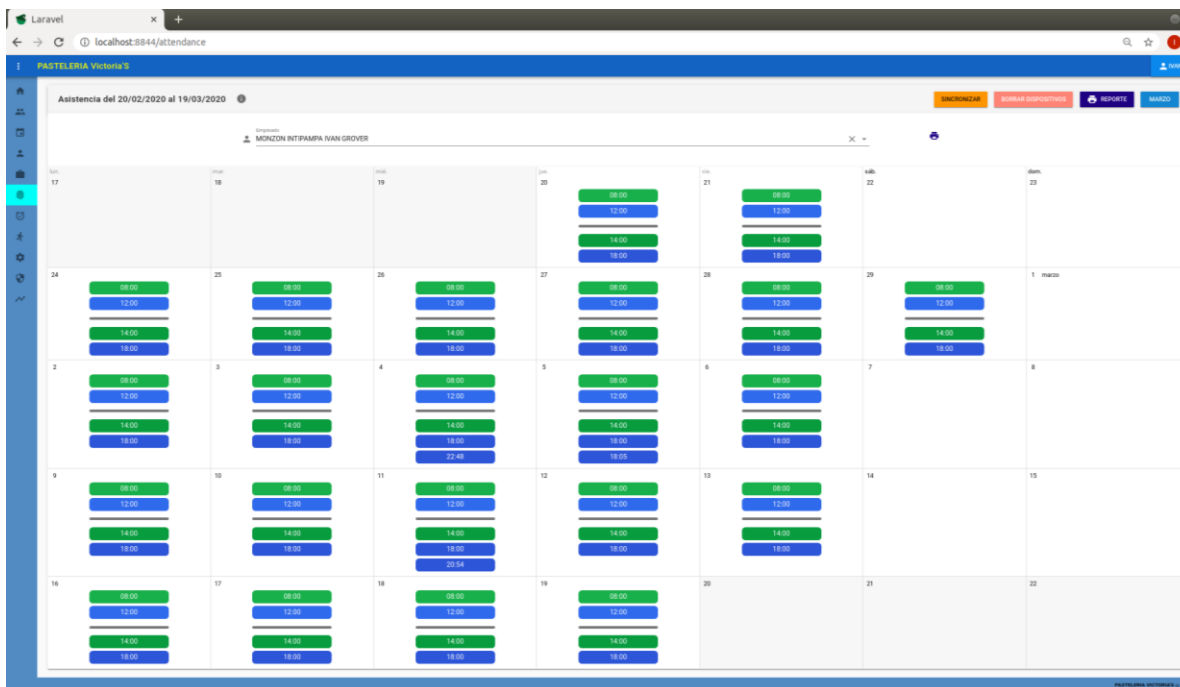 Laravel
localhost:8844/attendance
PASTELERIA Victoria'S
IVAN
Asistencia del 20/02/2020 al 19/03/2020
SINCRONIZAR BORRAR DISPOSITIVOS REPORTE MARZO
Empleado
MONZON INTIPAMPA IVAN GROVER
lun. mar. mié. jue. vie. sáb. dom.
17 18 19 20 21 22 23
08:00 08:00
12:00 12:00
14:00 14:00
18:00 18:00
24 25 26 27 28 29 1 marzo
08:00 08:00 08:00 08:00 08:00 08:00
12:00 12:00 12:00 12:00 12:00 12:00
14:00 14:00 14:00 14:00 14:00 14:00
18:00 18:00 18:00 18:00 18:00 18:00
2 3 4 5 6 7 8
08:00 08:00 08:00 08:00 08:00
12:00 12:00 12:00 12:00 12:00
14:00 14:00 14:00 14:00 14:00
18:00 18:00 18:00 18:00 18:00
22:48 18:05
9 10 11 12 13 14 15
08:00 08:00 08:00 08:00 08:00
12:00 12:00 12:00 12:00 12:00
14:00 14:00 14:00 14:00 14:00
18:00 18:00 18:00 18:00 18:00
20:54
16 17 18 19 20 21 22
08:00 08:00 08:00 08:00
12:00 12:00 12:00 12:00
14:00 14:00 14:00 14:00
18:00 18:00 18:00 18:00
PASTELERIA VICTORIA'S